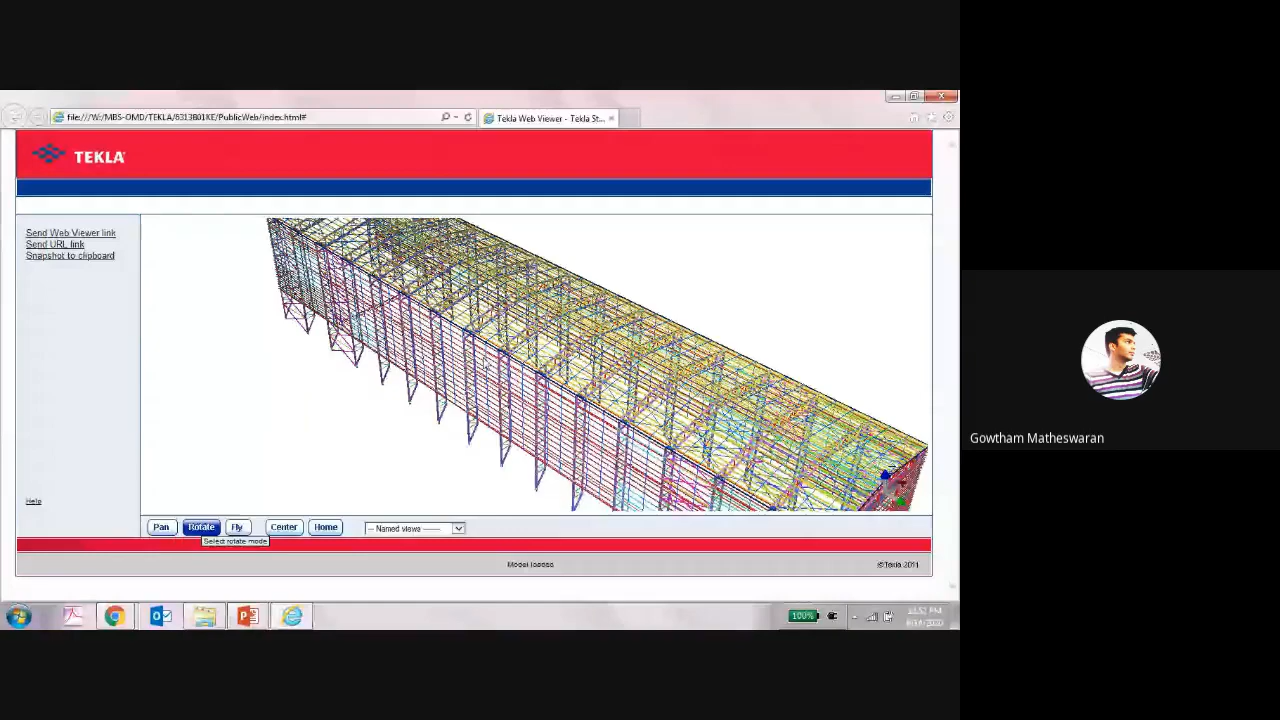 file:///W:/MBS-OMD/TEKLA/6313B01KE/PublicWeb/index.html#
Tekla Web Viewer - Tekla St...
TEKLA
Send Web Viewer link
Send URL link
Snapshot to clipboard
Help
Pan
Rotate
Fly
Center
Home
-- Named views -----
Select rotate mode
Model loaded
©Tekla 2011
100%
Gowtham Matheswaran